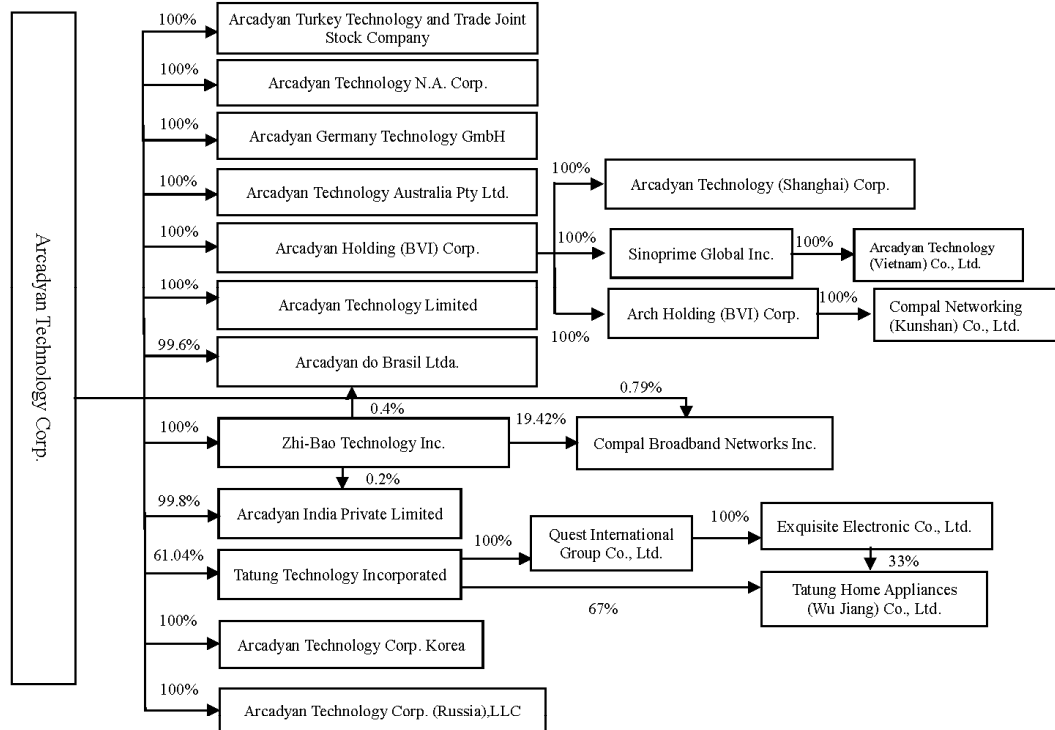 Arcadyan Technology Corp.
100%
Arcadyan Turkey Technology and Trade Joint
Stock Company
100%
Arcadyan Technology N.A. Corp.
100%
Arcadyan Germany Technology GmbH
100%
Arcadyan Technology Australia Pty Ltd.
100%
Arcadyan Holding (BVI) Corp.
100%
Arcadyan Technology (Shanghai) Corp.
100%
Sinoprime Global Inc.
100%
Arcadyan Technology
(Vietnam) Co., Ltd.
100%
Arch Holding (BVI) Corp.
100%
Compal Networking
(Kunshan) Co., Ltd.
100%
Arcadyan Technology Limited
99.6%
Arcadyan do Brasil Ltda.
0.79%
0.4%
100%
Zhi-Bao Technology Inc.
19.42%
Compal Broadband Networks Inc.
0.2%
99.8%
Arcadyan India Private Limited
61.04%
Tatung Technology Incorporated
100%
Quest International
Group Co., Ltd.
100%
Exquisite Electronic Co., Ltd.
33%
67%
Tatung Home Appliances
(Wu Jiang) Co., Ltd.
100%
Arcadyan Technology Corp. Korea
100%
Arcadyan Technology Corp. (Russia),LLC